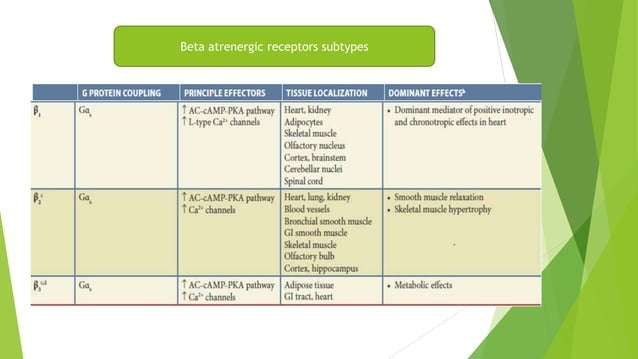 Beta atrenergic receptors subtypes
G PROTEIN COUPLING PRINCIPLE EFFECTORS TISSUE LOCALIZATION DOMINANT EFFECTSᵇ
β₁ Gαₛ ↑ AC-cAMP-PKA pathway Heart, kidney • Dominant mediator of positive inotropic
↑ L-type Ca²⁺ channels Adipocytes and chronotropic effects in heart
Skeletal muscle
Olfactory nucleus
Cortex, brainstem
Cerebellar nuclei
Spinal cord
β₂ᶜ Gαₛ ↑ AC-cAMP-PKA pathway Heart, lung, kidney • Smooth muscle relaxation
↑ Ca²⁺ channels Blood vessels • Skeletal muscle hypertrophy
Bronchial smooth muscle
GI smooth muscle
Skeletal muscle
Olfactory bulb
Cortex, hippocampus
β₃ᶜ,ᵈ Gαₛ ↑ AC-cAMP-PKA pathway Adipose tissue • Metabolic effects
↑ Ca²⁺ channels GI tract, heart